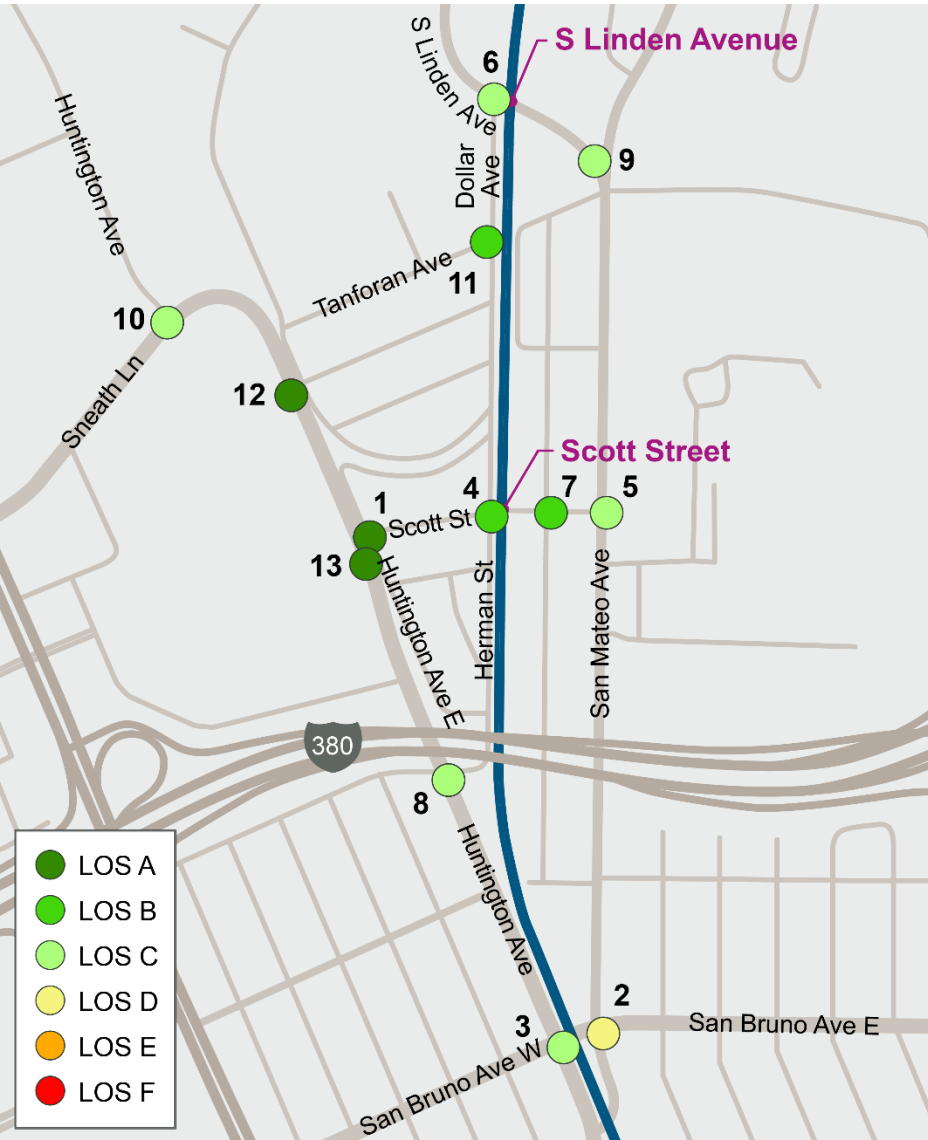 S Linden Avenue
6
S Linden Ave
9
Huntington Ave
Dollar
Ave
11
Tanforan Ave
10
Sneath Ln
12
Scott Street
4
7
5
1
Scott St
13
Huntington Ave E
Herman St
San Mateo Ave
380
8
Huntington Ave
LOS A
LOS B
LOS C
LOS D
LOS E
LOS F
2
3
San Bruno Ave E
San Bruno Ave W